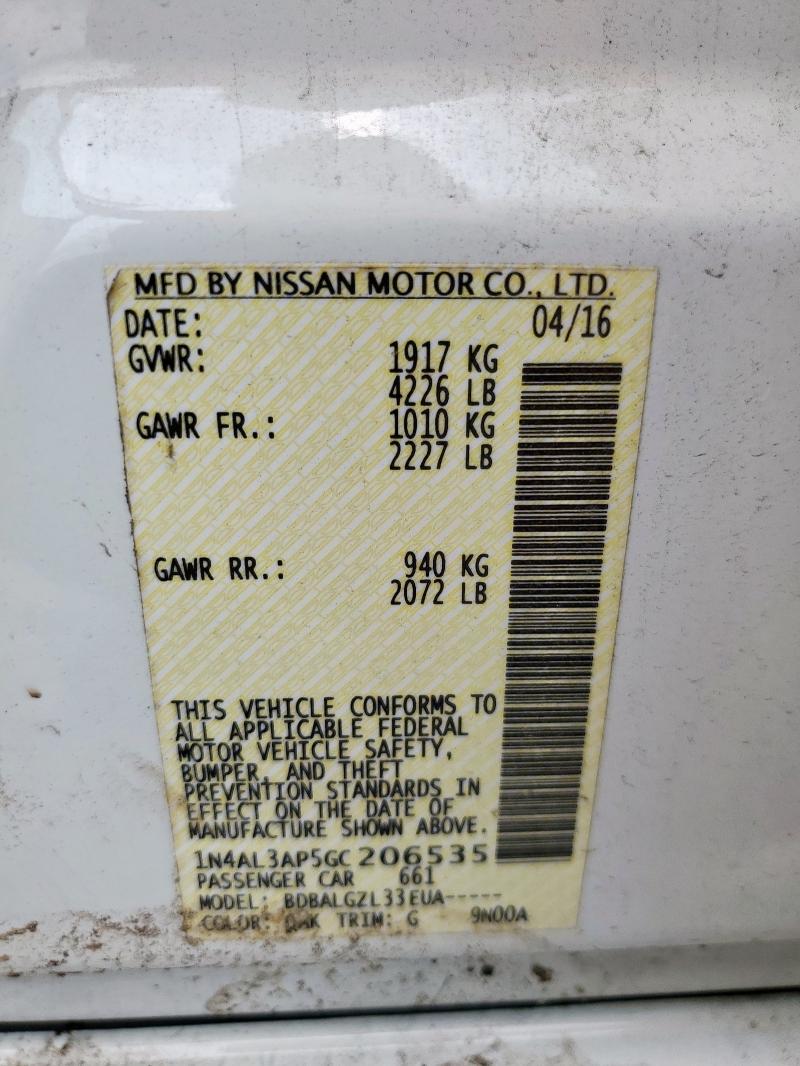 MFD BY NISSAN MOTOR CO., LTD.
DATE: 04/16
GVWR: 1917 KG
4226 LB
GAWR FR.: 1010 KG
2227 LB
GAWR RR.: 940 KG
2072 LB
THIS VEHICLE CONFORMS TO
ALL APPLICABLE FEDERAL
MOTOR VEHICLE SAFETY,
BUMPER, AND THEFT
PREVENTION STANDARDS IN
EFFECT ON THE DATE OF
MANUFACTURE SHOWN ABOVE.
1N4AL3AP5GC206535
PASSENGER CAR 661
MODEL: BDBALGZL33EUA-----
COLOR: QAK TRIM: G 9N00A